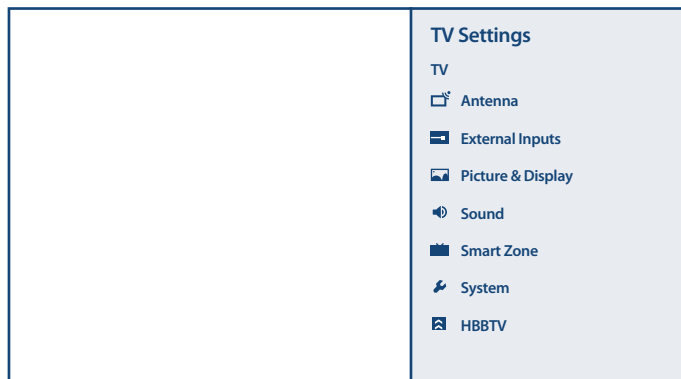 TV Settings
TV
Antenna
External Inputs
Picture & Display
Sound
Smart Zone
System
HBBTV